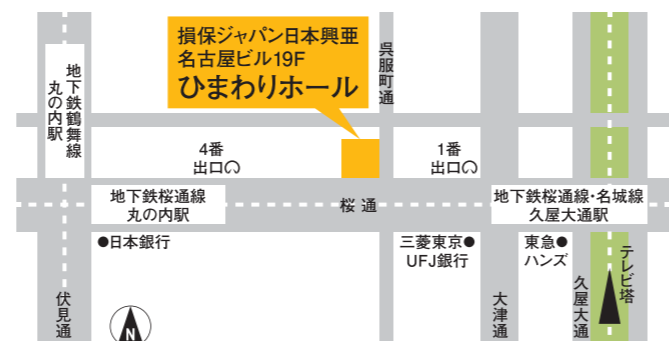 損保ジャパン日本興亜
名古屋ビル19F
ひまわりホール
呉服町通
地下鉄鶴舞線
丸の内駅
4番
出口
1番
出口
地下鉄桜通線
丸の内駅
桜通
地下鉄桜通線・名城線
久屋大通駅
●日本銀行
三菱東京●
UFJ銀行
東急●
ハンズ
テレビ塔
伏見通
大津通
久屋大通
N